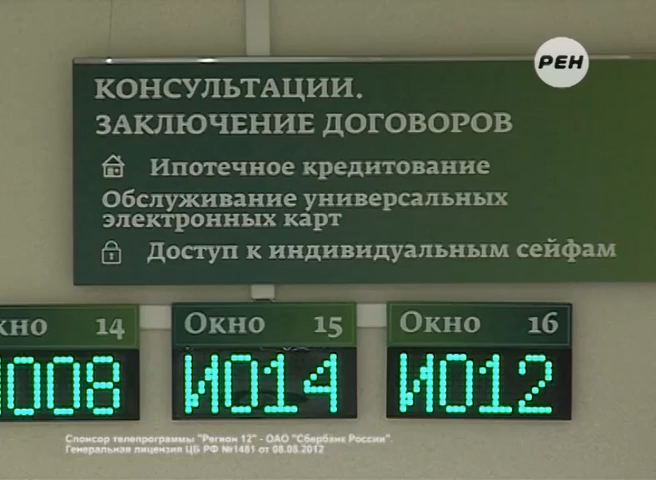 РЕН
КОНСУЛЬТАЦИИ.
ЗАКЛЮЧЕНИЕ ДОГОВОРОВ
Ипотечное кредитование
Обслуживание универсальных
электронных карт
Доступ к индивидуальным сейфам
кно 14
Окно 15
Окно 16
008
И014
И012
Спонсор телепрограммы "Регион 12" - ОАО "Сбербанк России".
Генеральная лицензия ЦБ РФ №1481 от 08.08.2012